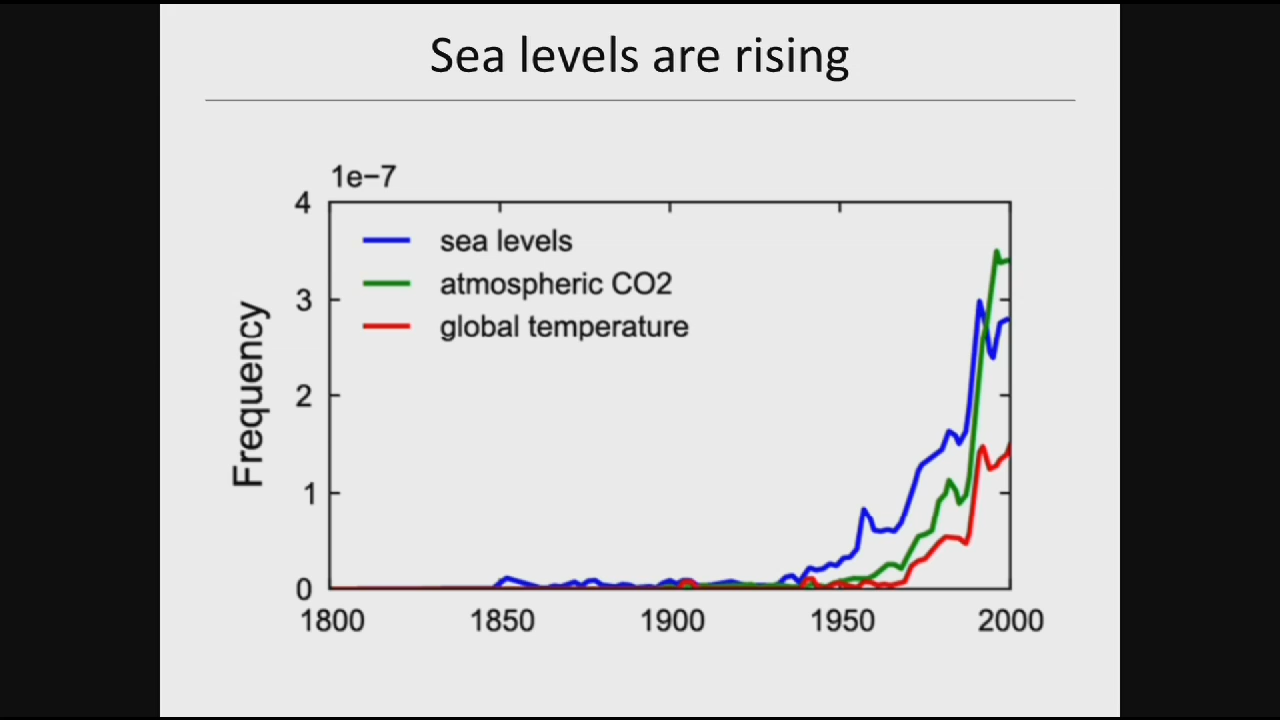 Sea levels are rising
1e−7
4
sea levels
atmospheric CO2
3
global temperature
Frequency
2
1
0
1800 1850 1900 1950 2000